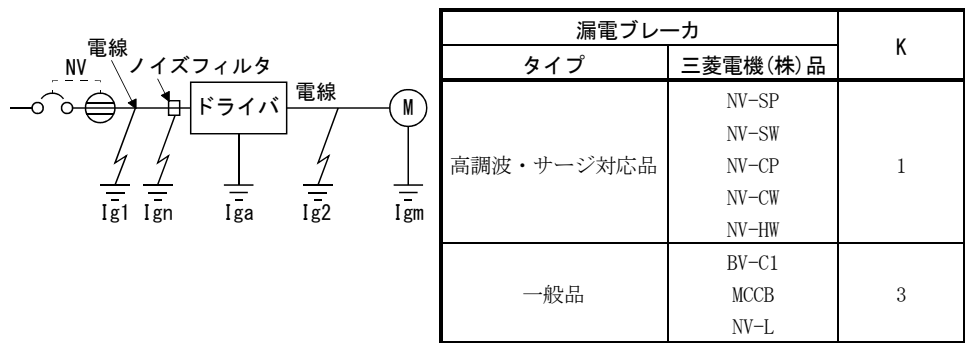 電線
NV ノイズフィルタ
ドライバ
電線
M
Ig1 Ign Iga Ig2 Igm
漏電ブレーカ K
タイプ 三菱電機(株)品
高調波・サージ対応品 1
NV-SP
NV-SW
NV-CP
NV-CW
NV-HW
一般品 3
BV-C1
MCCB
NV-L